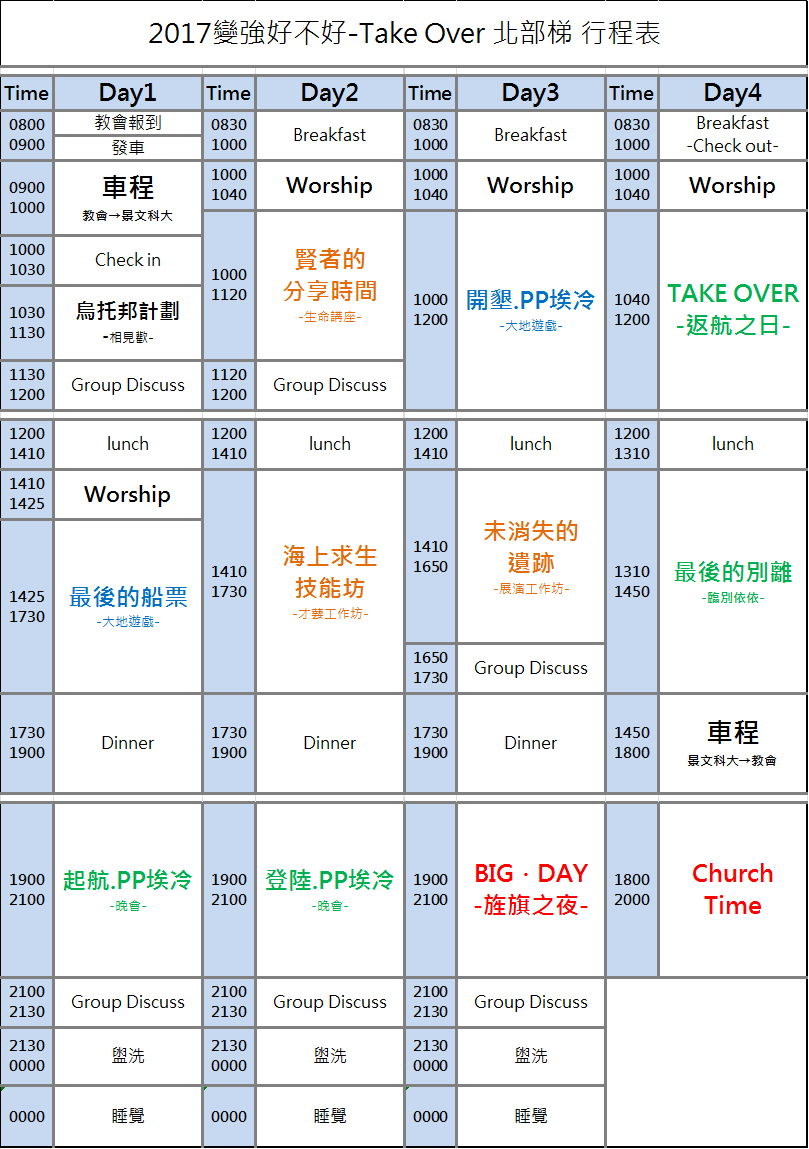 2017變強好不好-Take Over 北部梯 行程表
Time Day1 Time Day2 Time Day3 Time Day4
0800
0900
教會報到
發車
0830
1000
Breakfast
0830
1000
Breakfast
0830
1000
Breakfast
-Check out-
0900
1000
車程
教會→景文科大
1000
1040
Worship
1000
1040
Worship
1000
1040
Worship
1000
1030
Check in
1000
1120
賢者的
分享時間
-生命講座-
1000
1200
開墾.PP埃冷
-大地遊戲-
1040
1200
TAKE OVER
-返航之日-
1030
1130
烏托邦計劃
-相見歡-
1130
1200
Group Discuss
1120
1200
Group Discuss
1200
1410
lunch
1200
1410
lunch
1200
1410
lunch
1200
1310
lunch
1410
1425
Worship
1425
1730
最後的船票
-大地遊戲-
1410
1730
海上求生
技能坊
-才藝工作坊-
1410
1650
未消失的
遺跡
-展演工作坊-
1310
1450
最後的別離
-臨別依依-
1650
1730
Group Discuss
1730
1900
Dinner
1730
1900
Dinner
1730
1900
Dinner
1450
1800
車程
景文科大→教會
1900
2100
起航.PP埃冷
-晚會-
1900
2100
登陸.PP埃冷
-晚會-
1900
2100
BIG．DAY
-旌旗之夜-
1800
2000
Church
Time
2100
2130
Group Discuss
2100
2130
Group Discuss
2100
2130
Group Discuss
2130
0000
盥洗
2130
0000
盥洗
2130
0000
盥洗
0000
睡覺
0000
睡覺
0000
睡覺